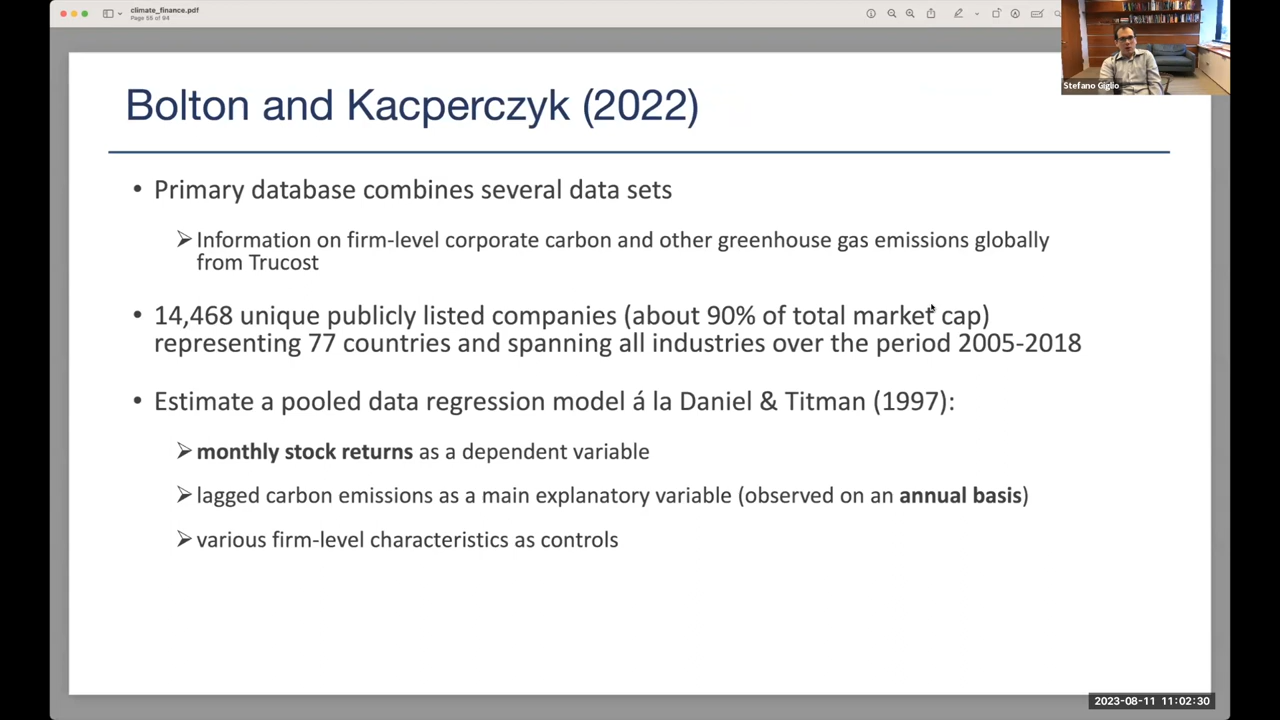 climate_finance.pdf
Page 55 of 94
Stefano Giglio
Bolton and Kacperczyk (2022)
• Primary database combines several data sets
➢ Information on firm-level corporate carbon and other greenhouse gas emissions globally
from Trucost
• 14,468 unique publicly listed companies (about 90% of total market cap)
representing 77 countries and spanning all industries over the period 2005-2018
• Estimate a pooled data regression model á la Daniel & Titman (1997):
➢ monthly stock returns as a dependent variable
➢ lagged carbon emissions as a main explanatory variable (observed on an annual basis)
➢ various firm-level characteristics as controls
2023-08-11 11:02:30